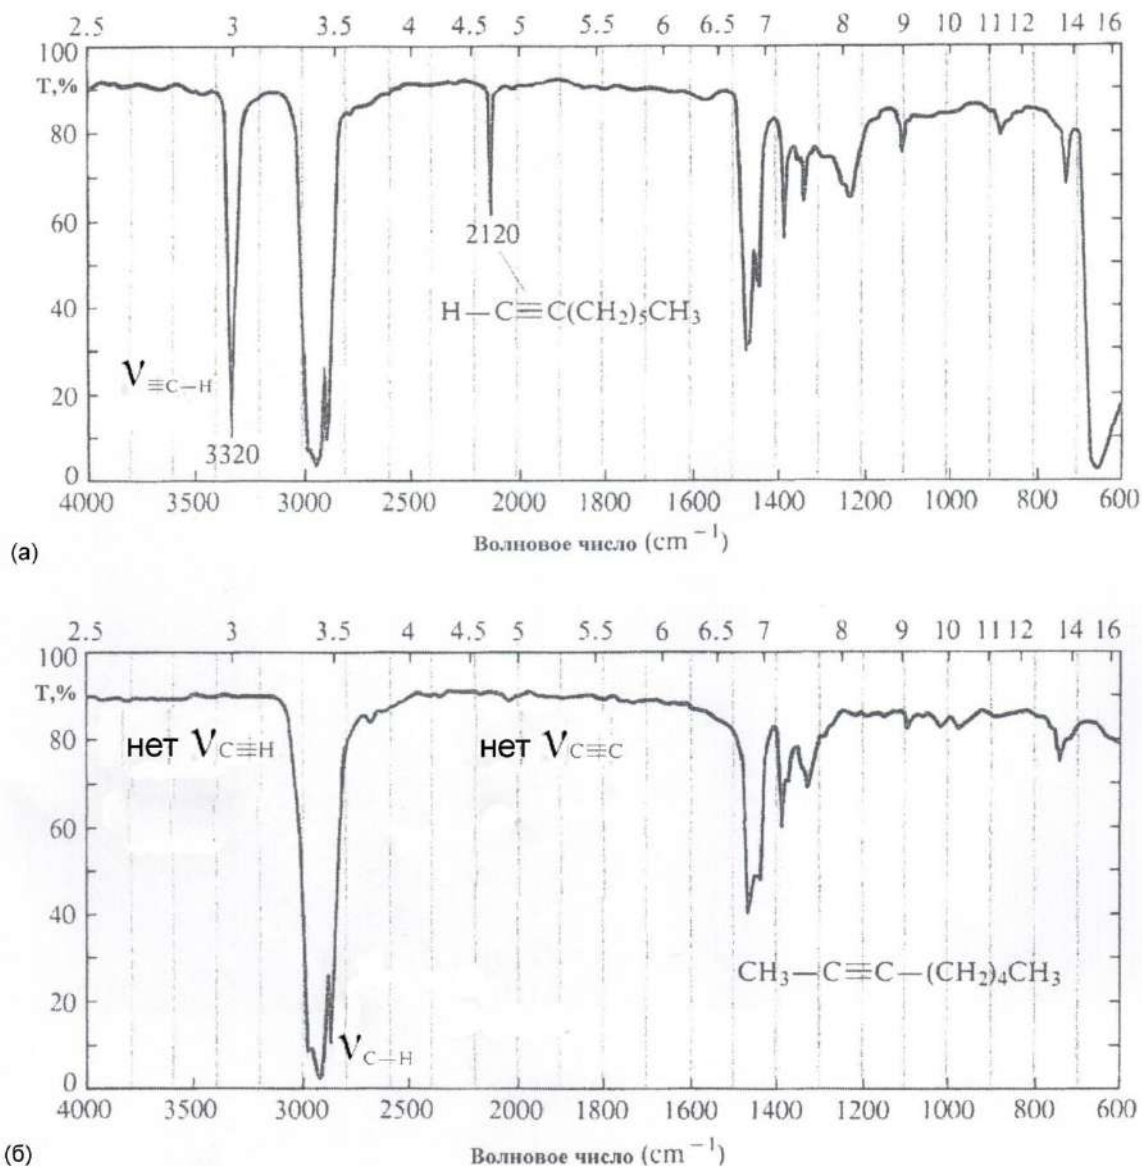 2.5 3 3.5 4 4.5 5 5.5 6 6.5 7 8 9 10 11 12 14 16
100
T,%
80
60
40
20
0
2120
H—C≡C(CH₂)₅CH₃
ν≡C—H
3320
4000 3500 3000 2500 2000 1800 1600 1400 1200 1000 800 600
Волновое число (cm⁻¹)
(а)
2.5 3 3.5 4 4.5 5 5.5 6 6.5 7 8 9 10 11 12 14 16
100
T,%
80
60
40
20
0
нет νC≡H
нет νC≡C
CH₃—C≡C—(CH₂)₄CH₃
νC—H
4000 3500 3000 2500 2000 1600 1400 1200 1000 800 600
Волновое число (cm⁻¹)
(б)